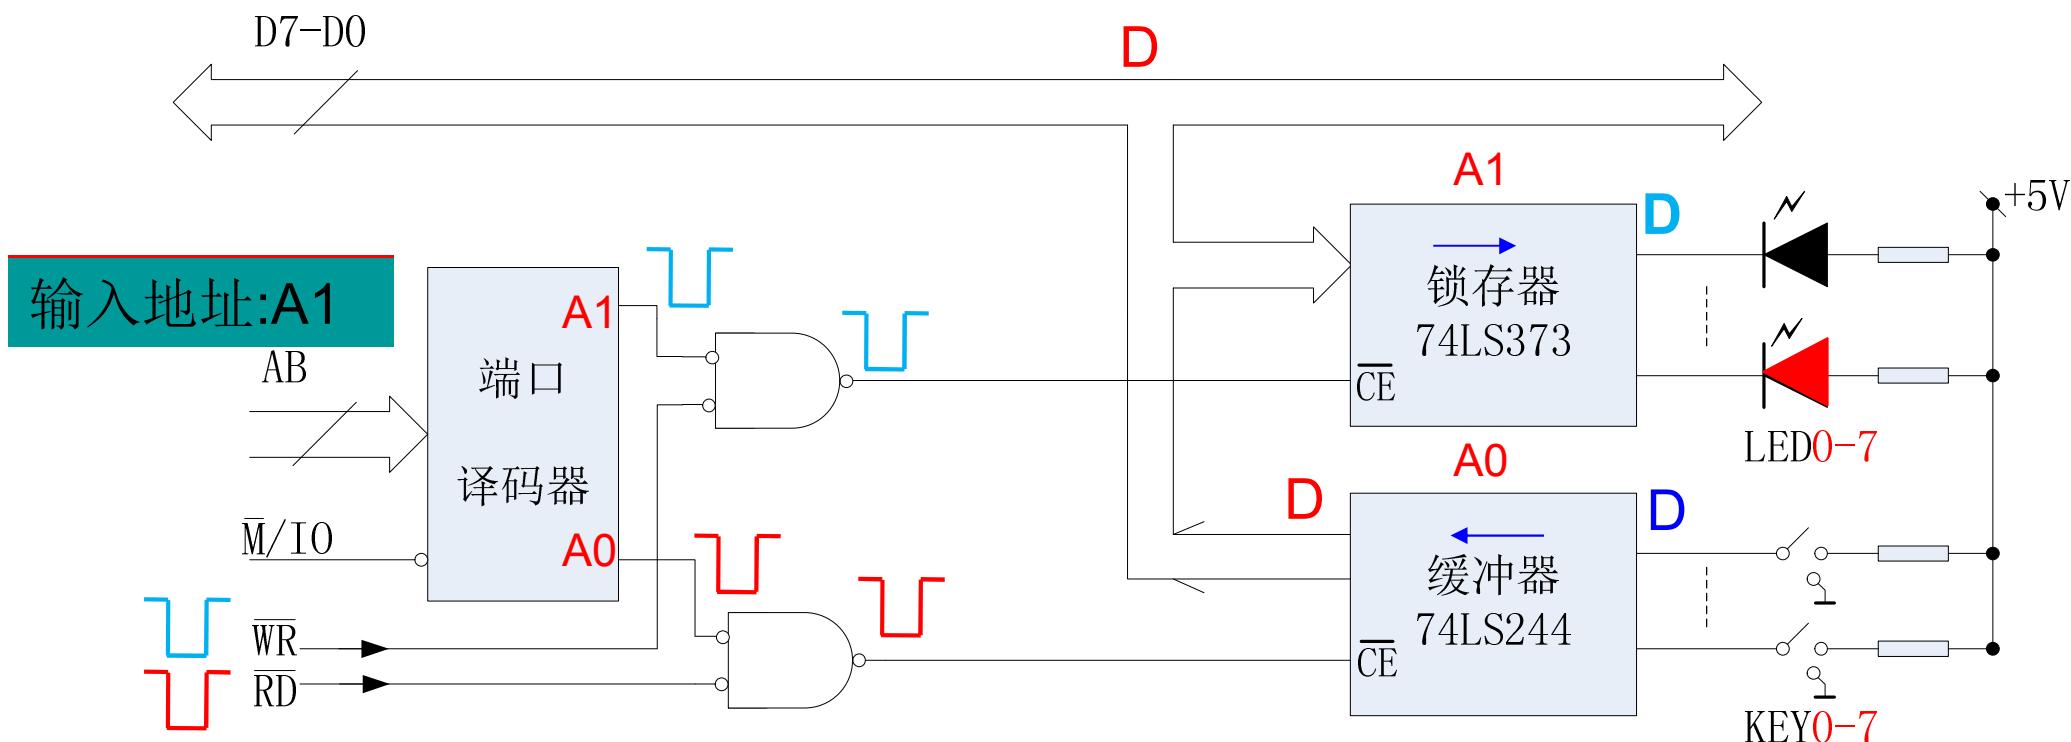 D7-D0
D
A1
D
+5V
输入地址:A1
A1
锁存器
74LS373
AB
端口
CE
译码器
LED0-7
A0
D
D
M/IO
A0
缓冲器
74LS244
WR
CE
RD
KEY0-7